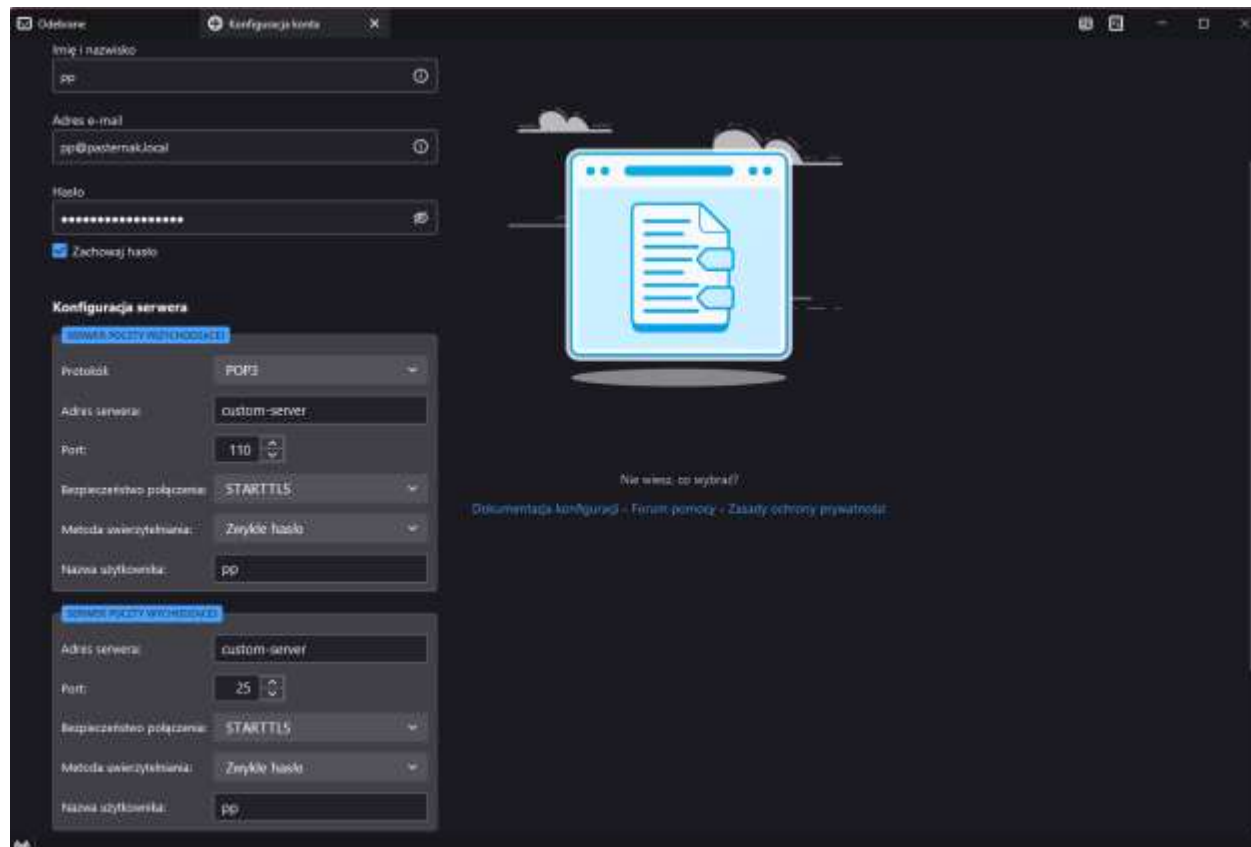 Odebrane
Konfiguracja konta
Imię i nazwisko
pp
Adres e-mail
pp@pasternak.local
Hasło
•••••••••••••••••
Zachowaj hasło
Konfiguracja serwera
SERWER POCZTY PRZYCHODZĄCEJ
Protokół: POP3
Adres serwera: custom-server
Port: 110
Bezpieczeństwo połączenia: STARTTLS
Metoda uwierzytelniania: Zwykłe hasło
Nazwa użytkownika: pp
SERWER POCZTY WYCHODZĄCEJ
Adres serwera: custom-server
Port: 25
Bezpieczeństwo połączenia: STARTTLS
Metoda uwierzytelniania: Zwykłe hasło
Nazwa użytkownika: pp
Nie wiesz, co wybrać?
Dokumentacja konfiguracji - Forum pomocy - Zasady ochrony prywatności